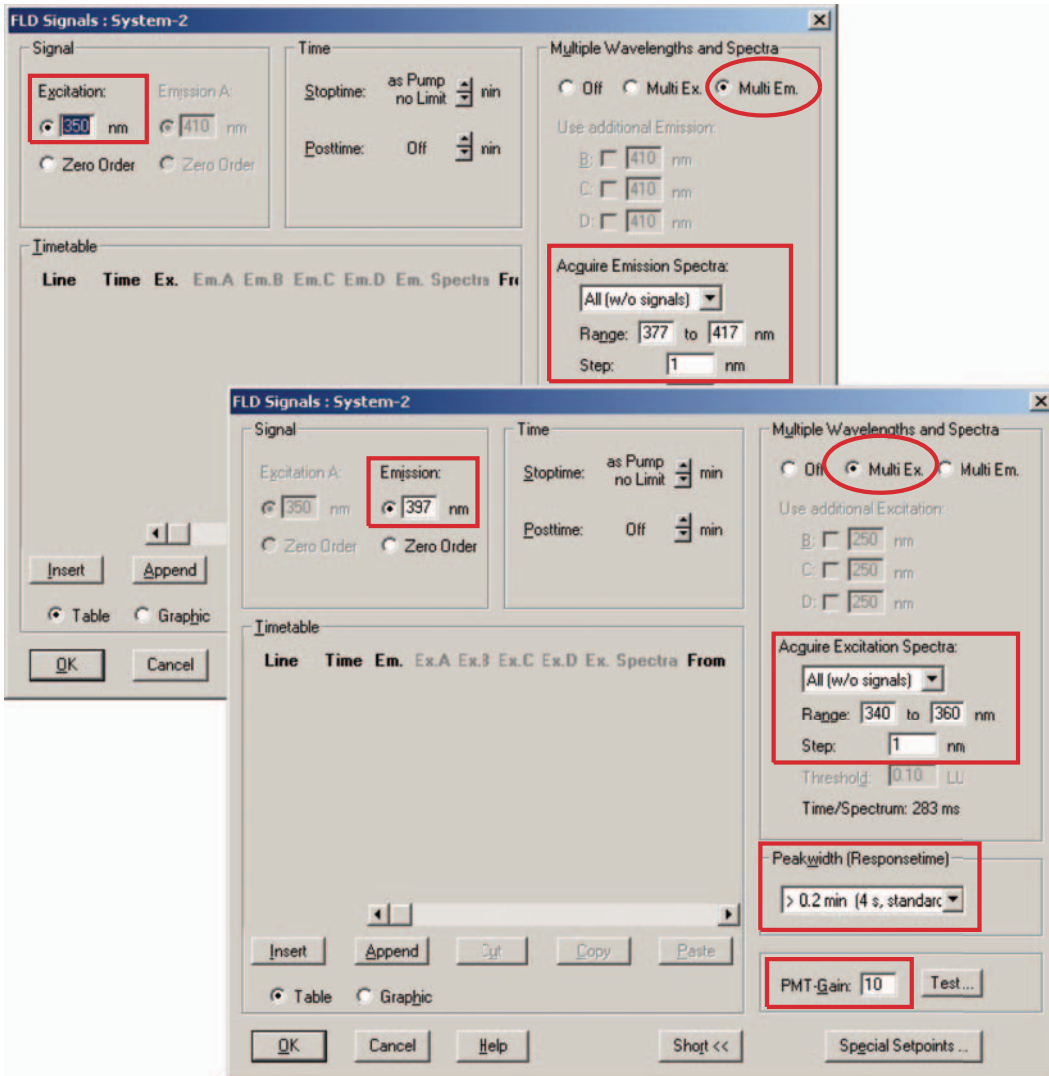 FLD Signals : System-2
Signal
Excitation:
350 nm
Zero Order
Emission A:
410 nm
Zero Order
Time
Stoptime: as Pump no Limit min
Posttime: Off min
Multiple Wavelengths and Spectra
Off Multi Ex. Multi Em.
Use additional Emission:
B: 410 nm
C: 410 nm
D: 410 nm
Acquire Emission Spectra:
All (w/o signals)
Range: 377 to 417 nm
Step: 1 nm
Timetable
Line Time Ex. Em.A Em.B Em.C Em.D Em. Spectra
Insert Append
Table Graphic
OK Cancel
FLD Signals : System-2
Signal
Excitation A:
350 nm
Zero Order
Emission:
397 nm
Zero Order
Time
Stoptime: as Pump no Limit min
Posttime: Off min
Multiple Wavelengths and Spectra
Off Multi Ex. Multi Em.
Use additional Excitation:
B: 250 nm
C: 250 nm
D: 250 nm
Acquire Excitation Spectra:
All (w/o signals)
Range: 340 to 360 nm
Step: 1 nm
Threshold: 0.10 LU
Time/Spectrum: 283 ms
Peakwidth (Responsetime)
> 0.2 min (4 s, standarc
PMT-Gain: 10 Test...
Timetable
Line Time Em. Ex.A Ex.B Ex.C Ex.D Ex. Spectra From
Insert Append Cut Copy Paste
Table Graphic
OK Cancel Help Short << Special Setpoints ...